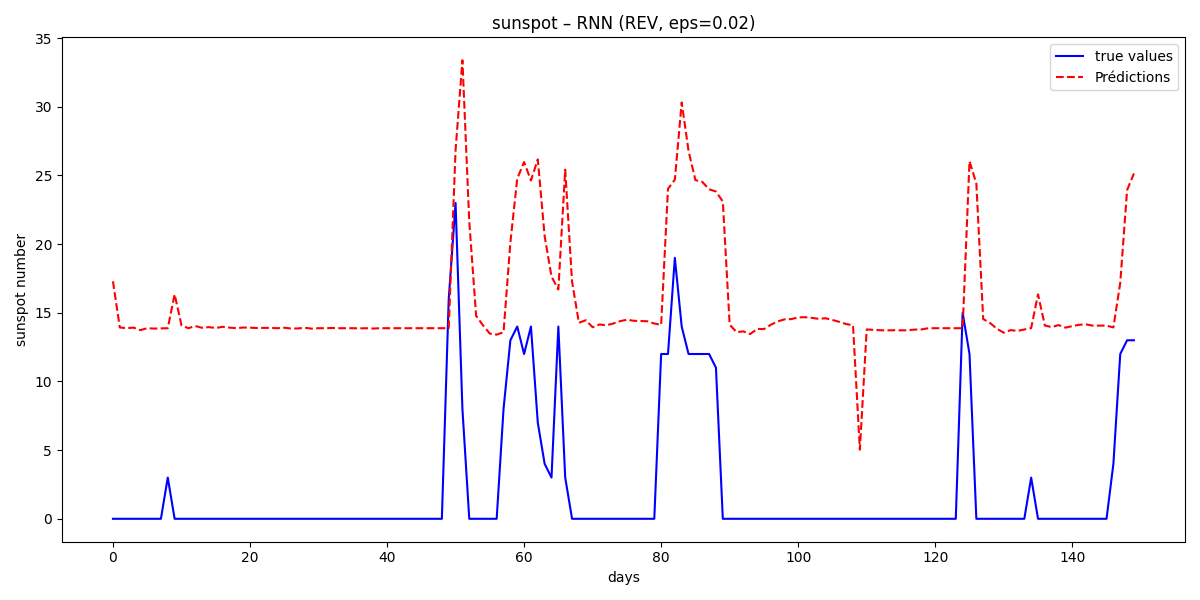 sunspot – RNN (REV, eps=0.02)
true values
Prédictions
sunspot number
35
30
25
20
15
10
5
0
0 20 40 60 80 100 120 140
days